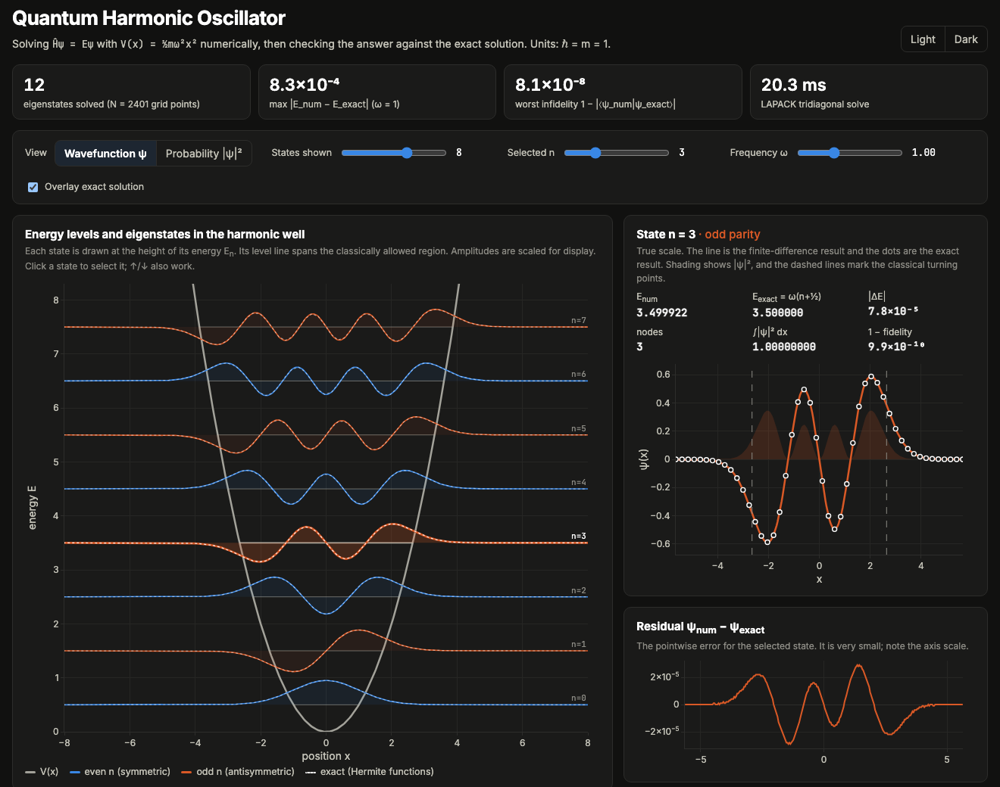 Quantum Harmonic Oscillator
Solving Ĥψ = Eψ with V(x) = ½mω²x² numerically, then checking the answer against the exact solution. Units: ℏ = m = 1.
Light Dark
12
eigenstates solved (N = 2401 grid points)
8.3×10⁻⁴
max |E_num − E_exact| (ω = 1)
8.1×10⁻⁸
worst infidelity 1 − |⟨ψ_num|ψ_exact⟩|
20.3 ms
LAPACK tridiagonal solve
View Wavefunction ψ Probability |ψ|² States shown 8 Selected n 3 Frequency ω 1.00
Overlay exact solution
Energy levels and eigenstates in the harmonic well
Each state is drawn at the height of its energy Eₙ. Its level line spans the classically allowed region. Amplitudes are scaled for display.
Click a state to select it; ↑/↓ also work.
8
n=7
7
n=6
6
n=5
5
n=4
4
n=3
3
n=2
2
n=1
1
n=0
0
energy E
−8 −6 −4 −2 0 2 4 6 8
position x
V(x) even n (symmetric) odd n (antisymmetric) exact (Hermite functions)
State n = 3 · odd parity
True scale. The line is the finite-difference result and the dots are the exact
result. Shading shows |ψ|², and the dashed lines mark the classical turning
points.
E_num E_exact = ω(n+½) |ΔE|
3.499922 3.500000 7.8×10⁻⁵
nodes ∫|ψ|² dx 1 − fidelity
3 1.00000000 9.9×10⁻¹⁰
0.6
0.4
0.2
0
−0.2
−0.4
−0.6
ψ(x)
−4 −2 0 2 4
x
Residual ψ_num − ψ_exact
The pointwise error for the selected state. It is very small; note the axis scale.
2×10⁻⁵
0
−2×10⁻⁵
−5 0 5